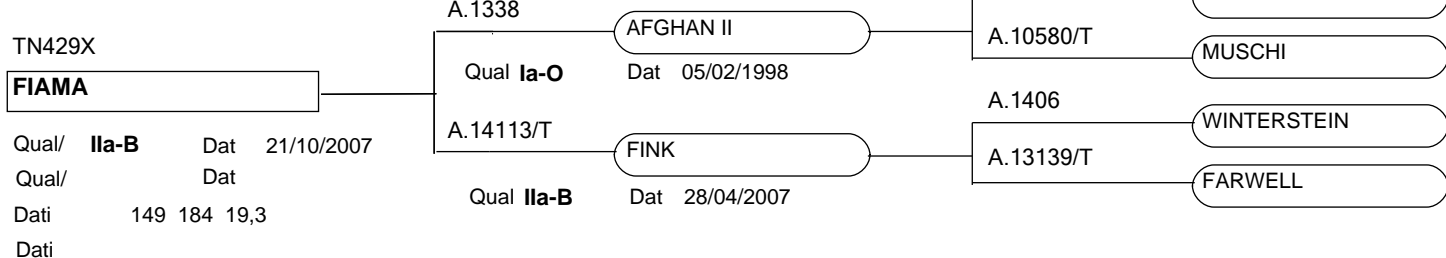 A.1338
AFGHAN II
A.10580/T
MUSCHI
TN429X
Qual Ia-O Dat 05/02/1998
FIAMA
A.1406
WINTERSTEIN
A.14113/T
Qual/ IIa-B Dat 21/10/2007
FINK
A.13139/T
FARWELL
Qual/ Dat
Qual IIa-B Dat 28/04/2007
Dati 149 184 19,3
Dati